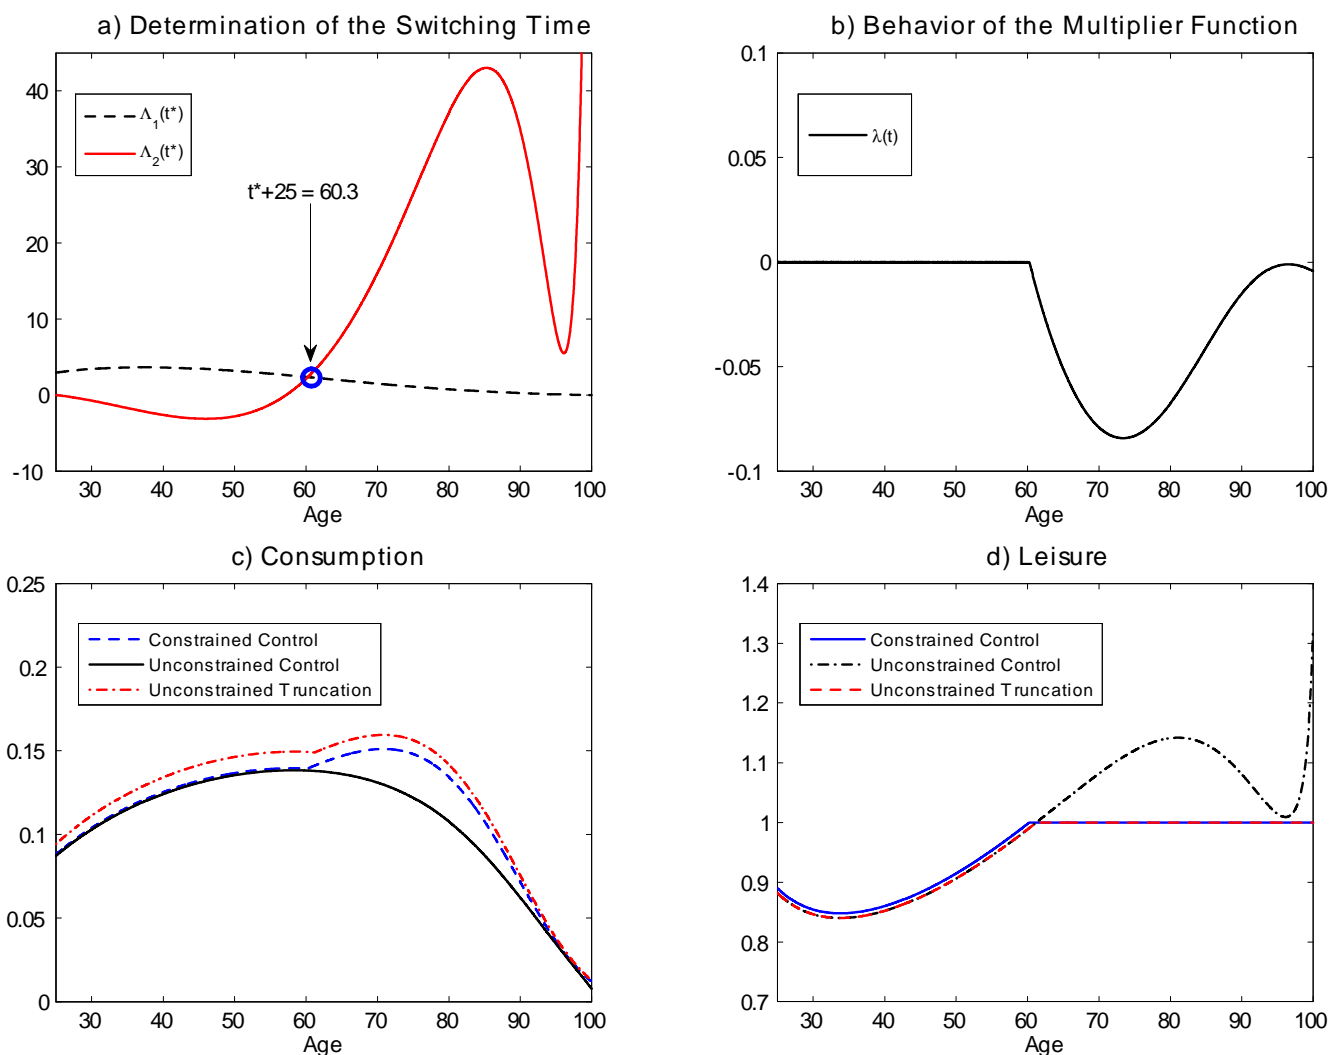 a) Determination of the Switching Time
40
30
20
10
0
-10
Λ1(t*)
Λ2(t*)
t*+25 = 60.3
30 40 50 60 70 80 90 100
Age
b) Behavior of the Multiplier Function
0.1
0.05
0
-0.05
-0.1
λ(t)
30 40 50 60 70 80 90 100
Age
c) Consumption
0.25
0.2
0.15
0.1
0.05
0
Constrained Control
Unconstrained Control
Unconstrained Truncation
30 40 50 60 70 80 90 100
Age
d) Leisure
1.4
1.3
1.2
1.1
1
0.9
0.8
0.7
Constrained Control
Unconstrained Control
Unconstrained Truncation
30 40 50 60 70 80 90 100
Age